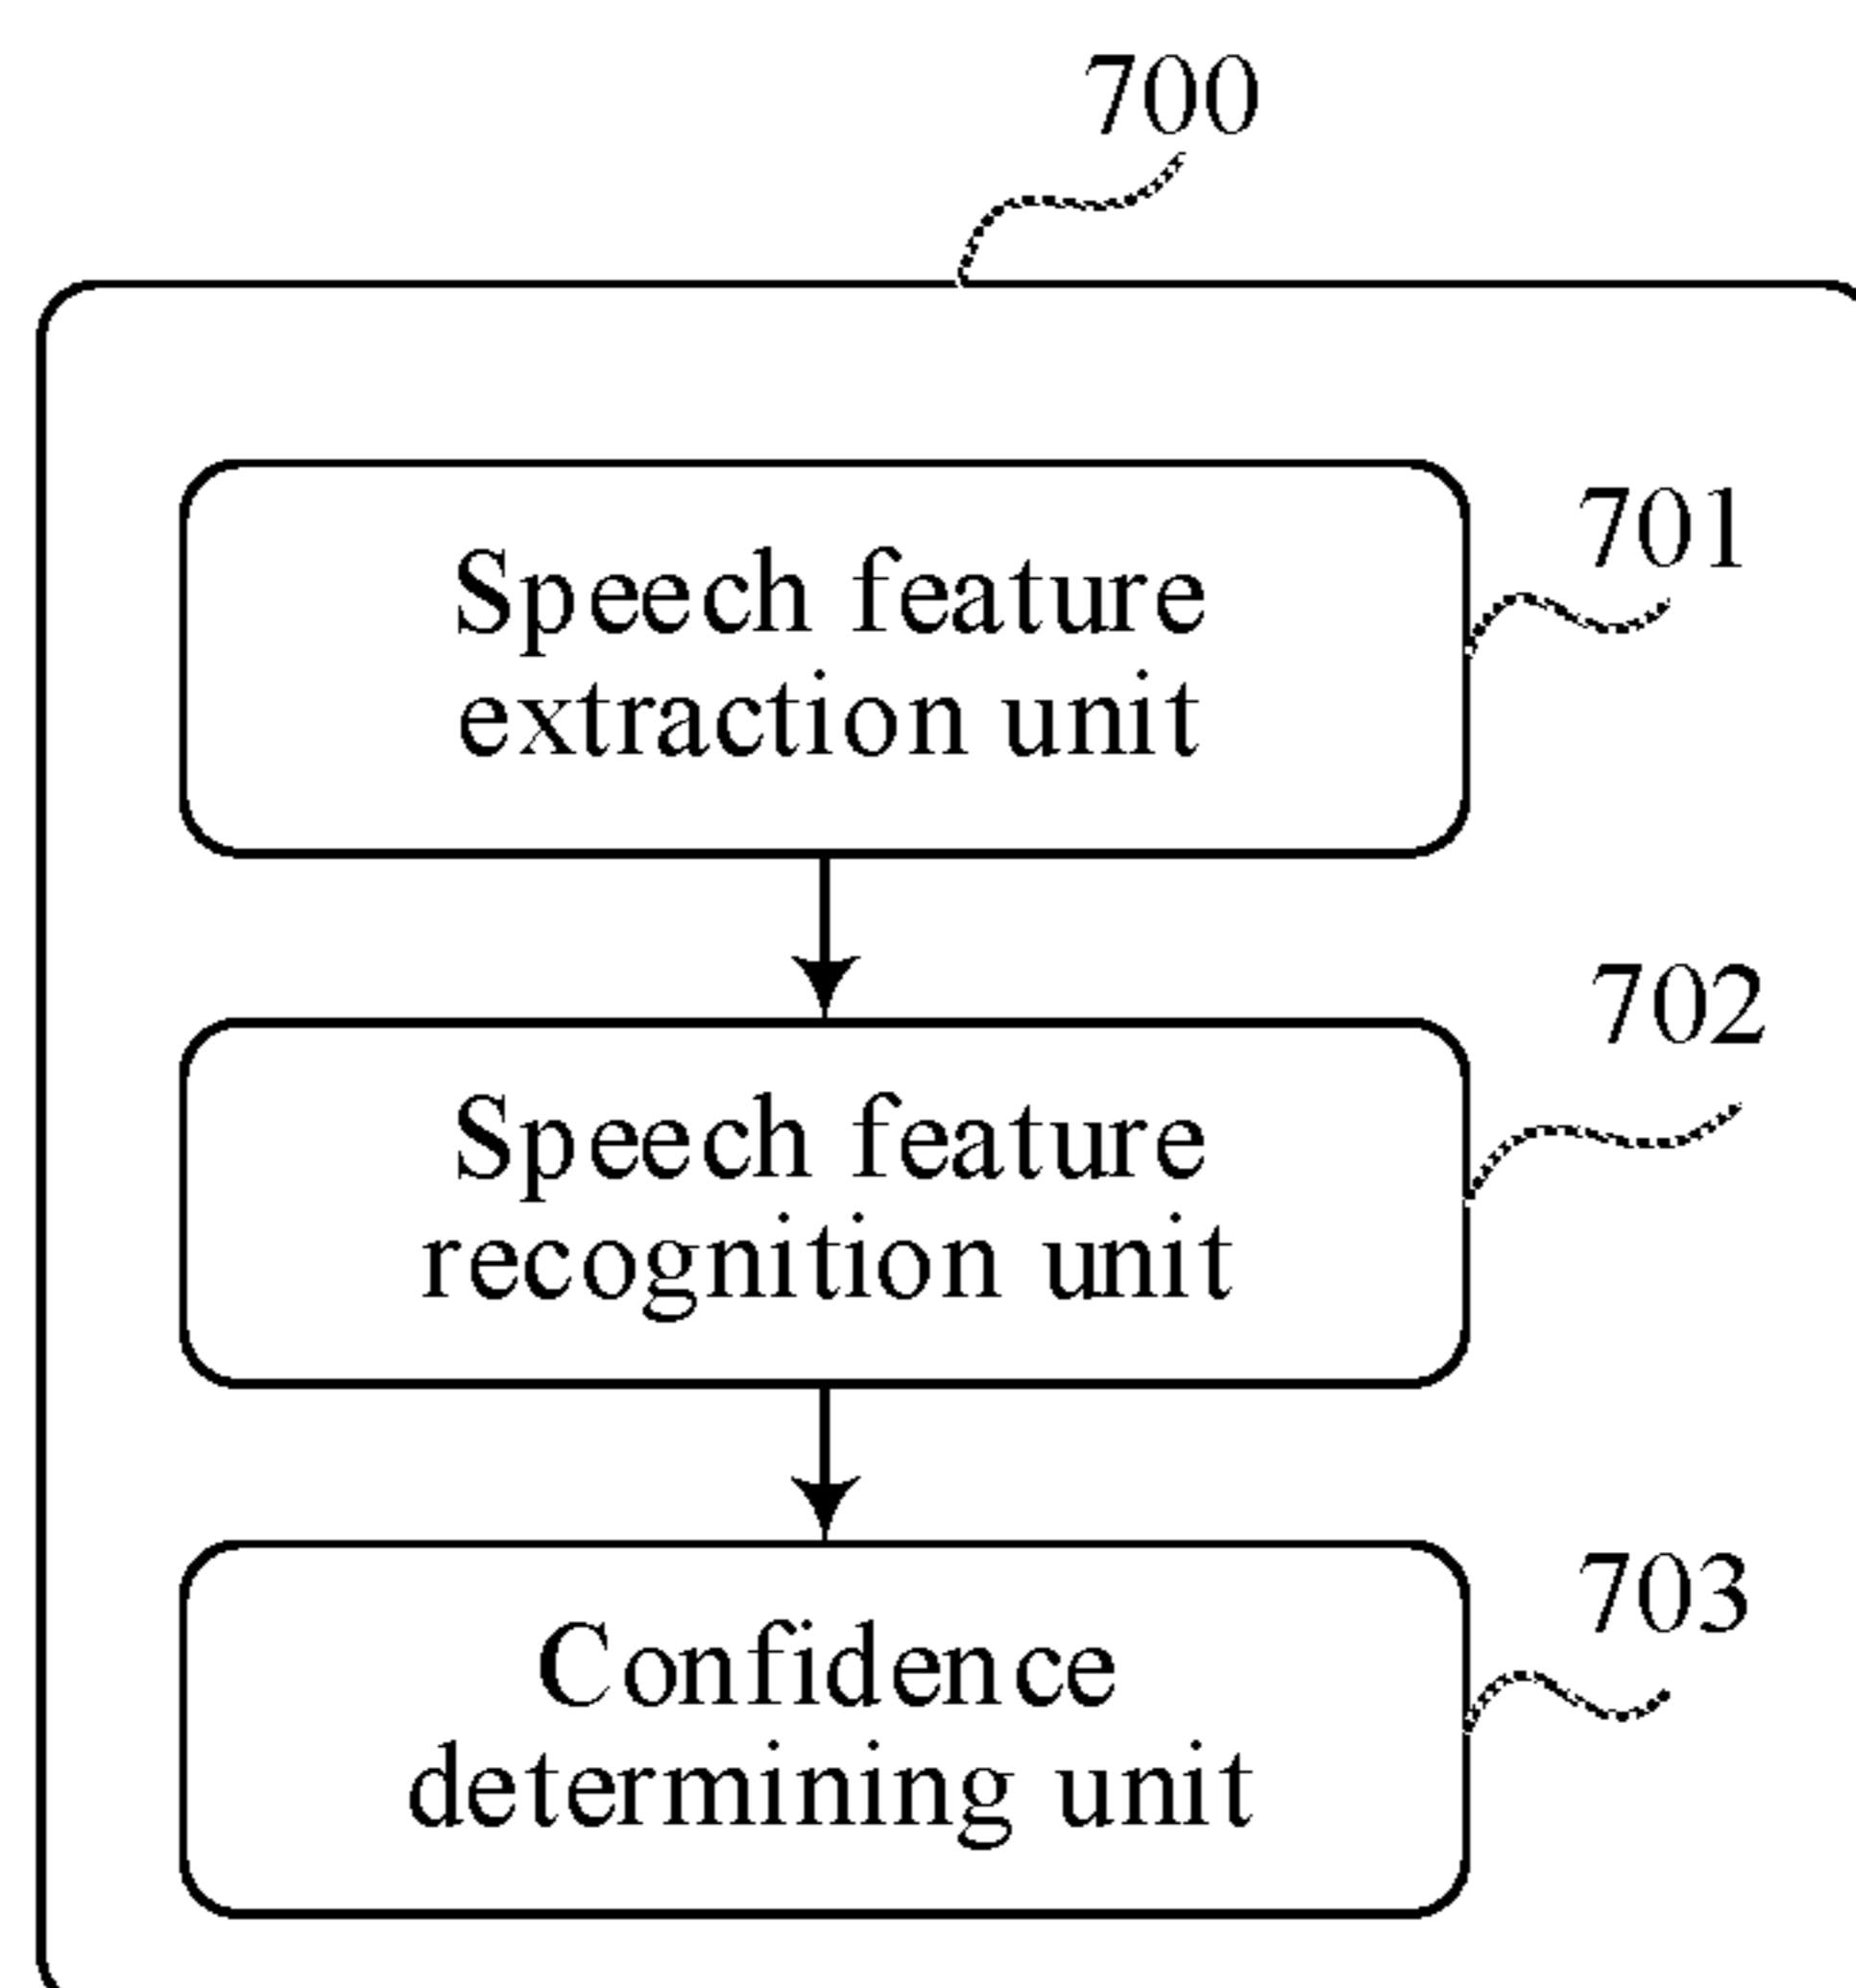 700
Speech feature
extraction unit
701
Speech feature
recognition unit
702
Confidence
determining unit
703